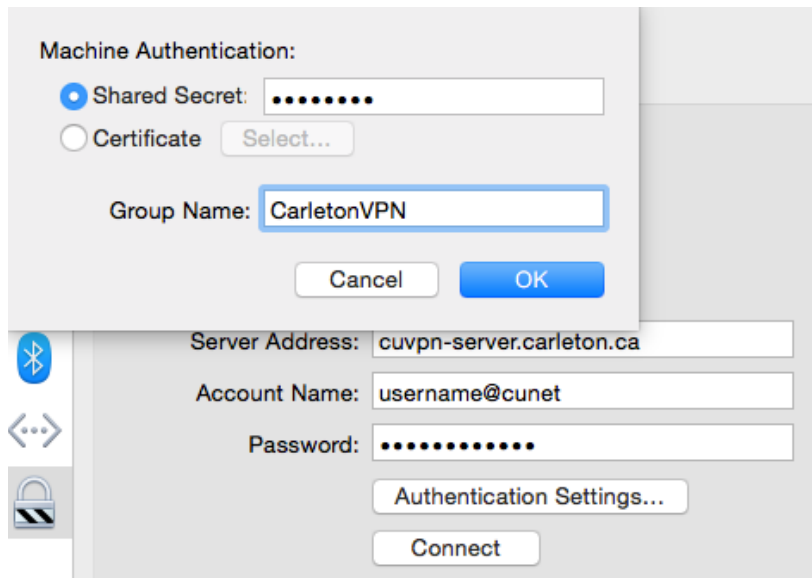 Machine Authentication:
Shared Secret: ••••••••
Certificate Select...
Group Name: CarletonVPN
Cancel OK
Server Address: cuvpn-server.carleton.ca
Account Name: username@cunet
Password: ••••••••••••
Authentication Settings...
Connect